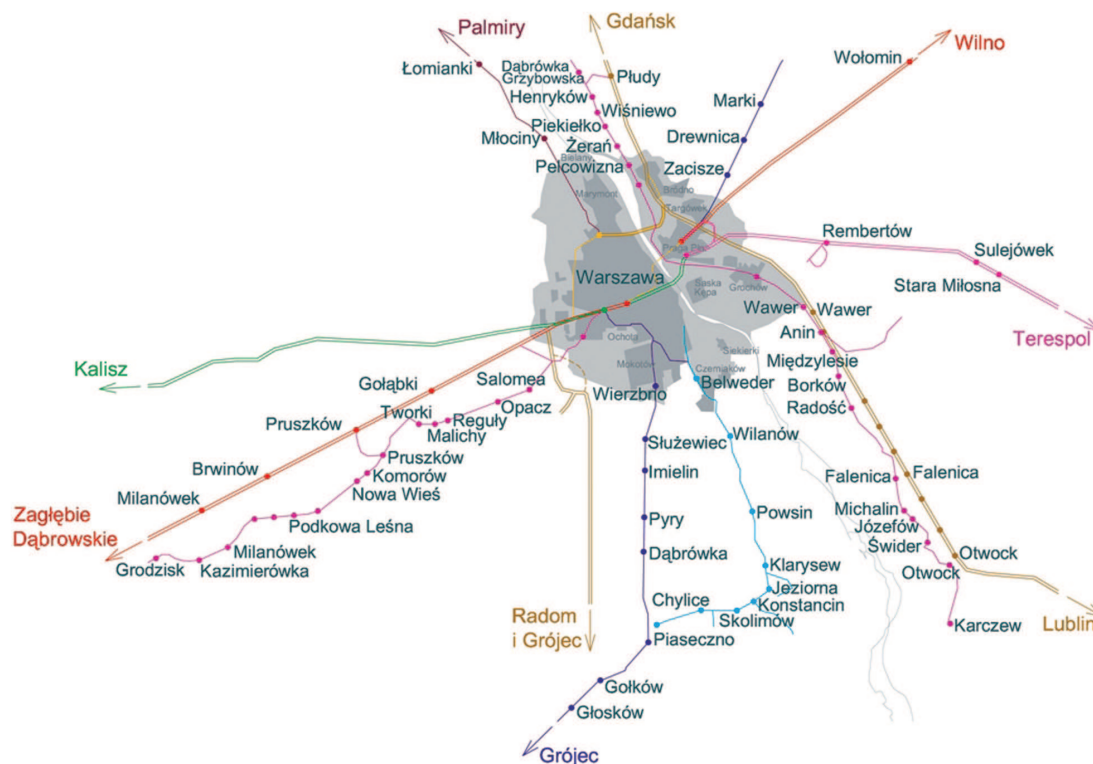 Palmiry
Gdańsk
Wilno
Łomianki
Dąbrówka
Grzybowska
Płudy
Wołomin
Henryków
Wiśniewo
Marki
Piekiełko
Młociny
Żerań
Drewnica
Pelcowizna
Zacisze
Bielany
Marymont
Bródno
Targówek
Rembertów
Sulejówek
Warszawa
Saska
Kępa
Grochów
Stara Miłosna
Wawer
Wawer
Terespol
Anin
Ochota
Siekierki
Międzylesie
Kalisz
Mokotów
Czerniaków
Gołąbki
Salomea
Wierzbno
Belweder
Borków
Radość
Opacz
Tworki
Reguły
Malichy
Pruszków
Służewiec
Wilanów
Pruszków
Brwinów
Komorów
Imielin
Falenica
Falenica
Nowa Wieś
Milanówek
Podkowa Leśna
Pyry
Powsin
Michalin
Józefów
Zagłębie
Dąbrowskie
Świder
Milanówek
Dąbrówka
Otwock
Grodzisk
Kazimierówka
Klarysew
Otwock
Jeziorna
Chylice
Konstancin
Skolimów
Radom
i Grójec
Karczew
Lublin
Piaseczno
Gołków
Głosków
Grójec